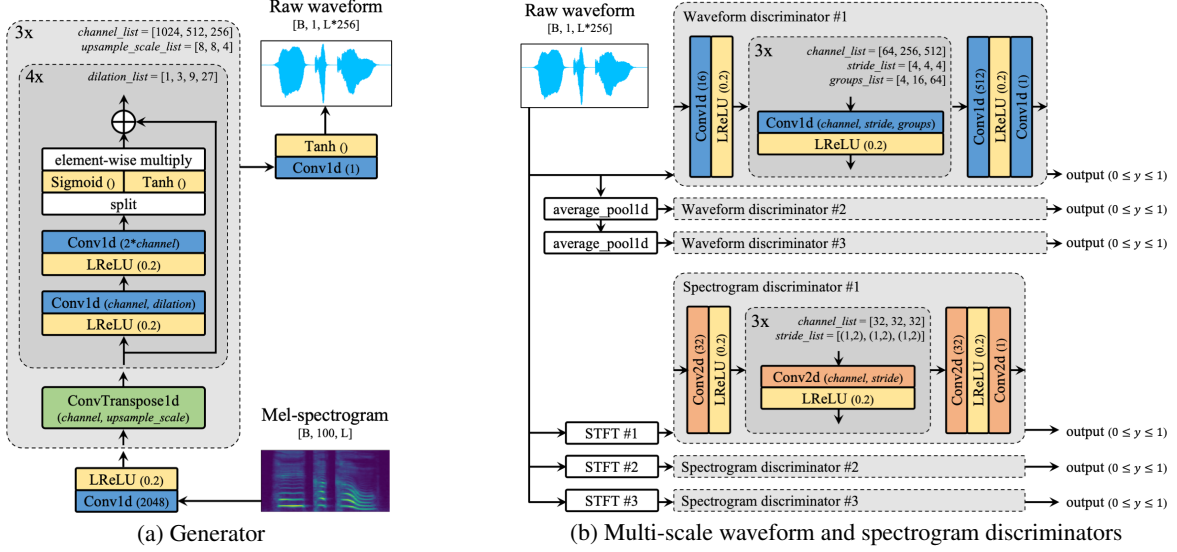 3x
channel_list = [1024, 512, 256]
upsample_scale_list = [8, 8, 4]
4x
dilation_list = [1, 3, 9, 27]
element-wise multiply
Sigmoid () Tanh ()
split
Conv1d (2*channel)
LReLU (0.2)
Conv1d (channel, dilation)
LReLU (0.2)
ConvTranspose1d
(channel, upsample_scale)
LReLU (0.2)
Conv1d (2048)
Raw waveform
[B, 1, L*256]
Tanh ()
Conv1d (1)
Mel-spectrogram
[B, 100, L]
(a) Generator
Raw waveform
[B, 1, L*256]
Waveform discriminator #1
Conv1d (16)
LReLU (0.2)
3x
channel_list = [64, 256, 512]
stride_list = [4, 4, 4]
groups_list = [4, 16, 64]
Conv1d (channel, stride, groups)
LReLU (0.2)
Conv1d (512)
LReLU (0.2)
Conv1d (1)
output (0 ≤ y ≤ 1)
average_pool1d
Waveform discriminator #2
output (0 ≤ y ≤ 1)
average_pool1d
Waveform discriminator #3
output (0 ≤ y ≤ 1)
Spectrogram discriminator #1
Conv2d (32)
LReLU (0.2)
3x
channel_list = [32, 32, 32]
stride_list = [(1,2), (1,2), (1,2)]
Conv2d (channel, stride)
LReLU (0.2)
Conv2d (32)
LReLU (0.2)
Conv2d (1)
STFT #1
output (0 ≤ y ≤ 1)
STFT #2
Spectrogram discriminator #2
output (0 ≤ y ≤ 1)
STFT #3
Spectrogram discriminator #3
output (0 ≤ y ≤ 1)
(b) Multi-scale waveform and spectrogram discriminators